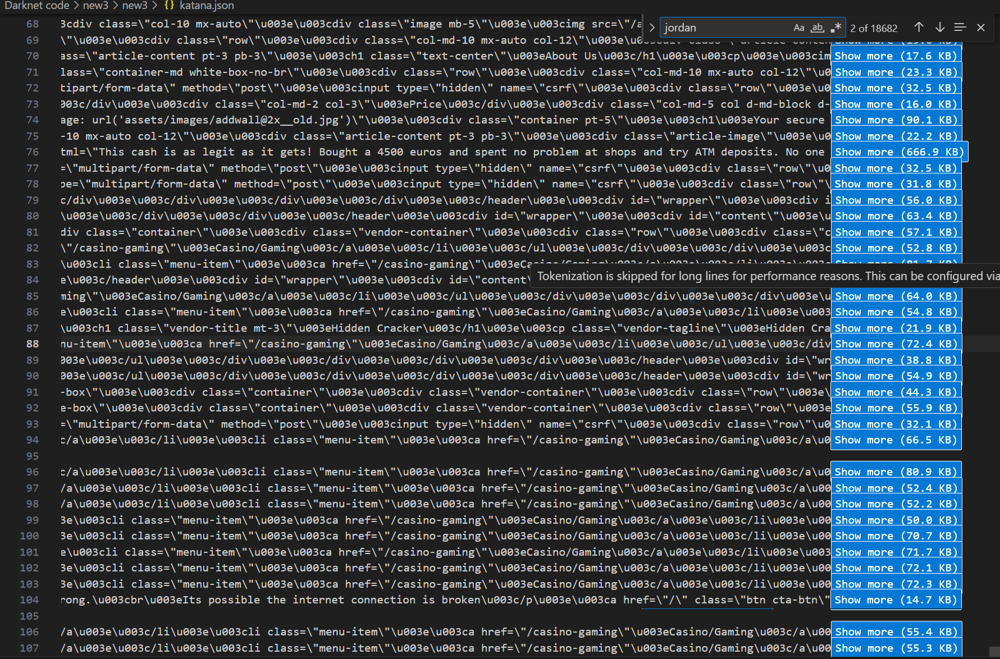 Darknet code > new3 > new3 > {} katana.json
jordan Aa ab .* 2 of 18682
68 3cdiv class=\"col-10 mx-auto\"\u003e\u003cdiv class=\"image mb-5\"\u003e\u003cimg src=\"/a
69 \"\u003e\u003cdiv class=\"row\"\u003e\u003cdiv class=\"col-md-10 mx-auto col-12\"\u003e\u003cdiv class=\"article-conten Show more (19.6 KB)
70 ass=\"article-content pt-3 pb-3\"\u003e\u003ch1 class=\"text-center\"\u003eAbout Us\u003c/h1\u003e\u003cp\u003e\u003cim Show more (17.6 KB)
71 lass=\"container-md white-box-no-br\"\u003e\u003cdiv class=\"row\"\u003e\u003cdiv class=\"col-md-10 mx-auto col-12\"\u0 Show more (23.3 KB)
72 tipart/form-data\" method=\"post\"\u003e\u003cinput type=\"hidden\" name=\"csrf\"\u003e\u003cdiv class=\"row\"\u003e\u0 Show more (32.5 KB)
73 003c/div\u003e\u003cdiv class=\"col-md-2 col-3\"\u003ePrice\u003c/div\u003e\u003cdiv class=\"col-md-5 col d-md-block d- Show more (16.0 KB)
74 age: url('assets/images/addwall@2x__old.jpg')\"\u003e\u003cdiv class=\"container pt-5\"\u003e\u003ch1\u003eYour secure Show more (90.1 KB)
75 -10 mx-auto col-12\"\u003e\u003cdiv class=\"article-content pt-3 pb-3\"\u003e\u003cdiv class=\"article-image\"\u003e\u0 Show more (22.2 KB)
76 tml=\"This cash is as legit as it gets! Bought a 4500 euros and spent no problem at shops and try ATM deposits. No one Show more (666.9 KB)
77 =\"multipart/form-data\" method=\"post\"\u003e\u003cinput type=\"hidden\" name=\"csrf\"\u003e\u003cdiv class=\"row\"\u0 Show more (32.5 KB)
78 pe=\"multipart/form-data\" method=\"post\"\u003e\u003cinput type=\"hidden\" name=\"csrf\"\u003e\u003cdiv class=\"row\"\ Show more (31.8 KB)
79 c/div\u003e\u003c/div\u003e\u003c/div\u003e\u003c/div\u003e\u003c/header\u003e\u003cdiv id=\"wrapper\"\u003e\u003cdiv i Show more (56.0 KB)
80 \u003e\u003c/div\u003e\u003c/div\u003e\u003c/header\u003e\u003cdiv id=\"wrapper\"\u003e\u003cdiv id=\"content\"\u003e\u Show more (63.4 KB)
81 div class=\"container\"\u003e\u003cdiv class=\"vendor-container\"\u003e\u003cdiv class=\"row\"\u003e\u003cdiv class=\"c Show more (57.1 KB)
82 \"/casino-gaming\"\u003eCasino/Gaming\u003c/a\u003e\u003c/li\u003e\u003c/ul\u003e\u003c/div\u003e\u003c/div\u003e\u003c Show more (52.8 KB)
83 \u003cli class=\"menu-item\"\u003e\u003ca href=\"/casino-gaming\"\u003eCasino/Gaming\u003c/a\u003e\u003c/li\u003e\u003c Show more (81.7 KB)
84 e\u003c/header\u003e\u003cdiv id=\"wrapper\"\u003e\u003cdiv id=\"content\ Tokenization is skipped for long lines for performance reasons. This can be configured via
85 ming\"\u003eCasino/Gaming\u003c/a\u003e\u003c/li\u003e\u003c/ul\u003e\u003c/div\u003e\u003c/div\u003e\u003c/div\u003e\u Show more (64.0 KB)
86 e\u003cli class=\"menu-item\"\u003e\u003ca href=\"/casino-gaming\"\u003eCasino/Gaming\u003c/a\u003e\u003c/li\u003e\u003 Show more (54.8 KB)
87 \u003ch1 class=\"vendor-title mt-3\"\u003eHidden Cracker\u003c/h1\u003e\u003cp class=\"vendor-tagline\"\u003eHidden Cra Show more (21.9 KB)
88 nu-item\"\u003e\u003ca href=\"/casino-gaming\"\u003eCasino/Gaming\u003c/a\u003e\u003c/li\u003e\u003c/ul\u003e\u003c/div Show more (72.4 KB)
89 003e\u003c/ul\u003e\u003c/div\u003e\u003c/div\u003e\u003c/div\u003e\u003c/div\u003e\u003c/header\u003e\u003cdiv id=\"wr Show more (38.8 KB)
90 003e\u003c/ul\u003e\u003c/div\u003e\u003c/div\u003e\u003c/div\u003e\u003c/div\u003e\u003c/header\u003e\u003cdiv id=\"wr Show more (54.9 KB)
91 -box\"\u003e\u003cdiv class=\"container\"\u003e\u003cdiv class=\"vendor-container\"\u003e\u003cdiv class=\"row\"\u003e\ Show more (44.3 KB)
92 e-box\"\u003e\u003cdiv class=\"container\"\u003e\u003cdiv class=\"vendor-container\"\u003e\u003cdiv class=\"row\"\u003e Show more (55.9 KB)
93 =\"multipart/form-data\" method=\"post\"\u003e\u003cinput type=\"hidden\" name=\"csrf\"\u003e\u003cdiv class=\"row\"\u0 Show more (32.1 KB)
94 c/a\u003e\u003c/li\u003e\u003cli class=\"menu-item\"\u003e\u003ca href=\"/casino-gaming\"\u003eCasino/Gaming\u003c/a\u0 Show more (66.5 KB)
95
96 c/a\u003e\u003c/li\u003e\u003cli class=\"menu-item\"\u003e\u003ca href=\"/casino-gaming\"\u003eCasino/Gaming\u003c/a\u0 Show more (80.9 KB)
97 /a\u003e\u003c/li\u003e\u003cli class=\"menu-item\"\u003e\u003ca href=\"/casino-gaming\"\u003eCasino/Gaming\u003c/a\u00 Show more (52.4 KB)
98 /a\u003e\u003c/li\u003e\u003cli class=\"menu-item\"\u003e\u003ca href=\"/casino-gaming\"\u003eCasino/Gaming\u003c/a\u00 Show more (52.2 KB)
99 3e\u003cli class=\"menu-item\"\u003e\u003ca href=\"/casino-gaming\"\u003eCasino/Gaming\u003c/a\u003e\u003c/li\u003e\u00 Show more (50.0 KB)
100 3e\u003cli class=\"menu-item\"\u003e\u003ca href=\"/casino-gaming\"\u003eCasino/Gaming\u003c/a\u003e\u003c/li\u003e\u00 Show more (70.7 KB)
101 e\u003cli class=\"menu-item\"\u003e\u003ca href=\"/casino-gaming\"\u003eCasino/Gaming\u003c/a\u003e\u003c/li\u003e\u003 Show more (71.7 KB)
102 3e\u003cli class=\"menu-item\"\u003e\u003ca href=\"/casino-gaming\"\u003eCasino/Gaming\u003c/a\u003e\u003c/li\u003e\u00 Show more (72.1 KB)
103 3e\u003cli class=\"menu-item\"\u003e\u003ca href=\"/casino-gaming\"\u003eCasino/Gaming\u003c/a\u003e\u003c/li\u003e\u00 Show more (72.3 KB)
104 rong.\u003cbr\u003eIts possible the internet connection is broken\u003c/p\u003e\u003ca href=\"/\" class=\"btn cta-btn\" Show more (14.7 KB)
105
106 /a\u003e\u003c/li\u003e\u003cli class=\"menu-item\"\u003e\u003ca href=\"/casino-gaming\"\u003eCasino/Gaming\u003c/a\u00 Show more (55.4 KB)
107 /a\u003e\u003c/li\u003e\u003cli class=\"menu-item\"\u003e\u003ca href=\"/casino-gaming\"\u003eCasino/Gaming\u003c/a\u00 Show more (55.3 KB)